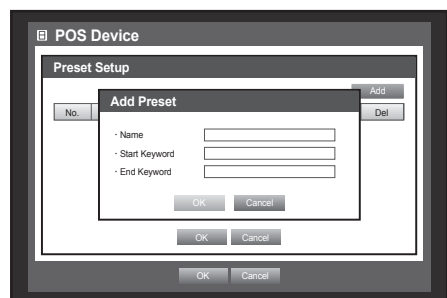 POS Device
Preset Setup
Add
No.
Del
Add Preset
· Name
· Start Keyword
· End Keyword
OK Cancel
OK Cancel
OK Cancel